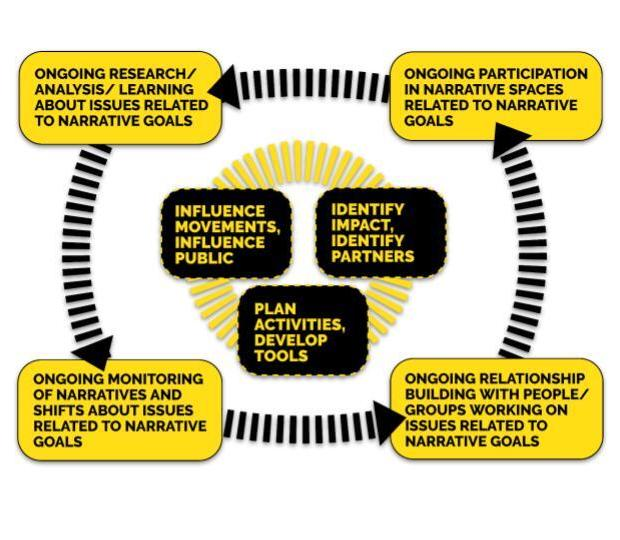 ONGOING RESEARCH/
ANALYSIS/ LEARNING
ABOUT ISSUES RELATED
TO NARRATIVE GOALS
ONGOING PARTICIPATION
IN NARRATIVE SPACES
RELATED TO NARRATIVE
GOALS
INFLUENCE
MOVEMENTS,
INFLUENCE
PUBLIC
IDENTIFY
IMPACT,
IDENTIFY
PARTNERS
PLAN
ACTIVITIES,
DEVELOP
TOOLS
ONGOING MONITORING
OF NARRATIVES AND
SHIFTS ABOUT ISSUES
RELATED TO NARRATIVE
GOALS
ONGOING RELATIONSHIP
BUILDING WITH PEOPLE/
GROUPS WORKING ON
ISSUES RELATED TO
NARRATIVE GOALS